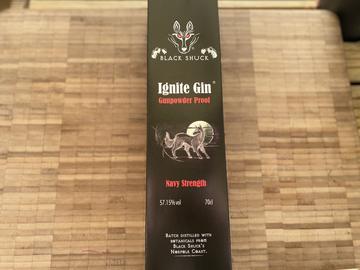 BLACK SHUCK
Ignite Gin®
Gunpowder Proof
Navy Strength
57.15%vol 70cl
BATCH DISTILLED WITH
BOTANICALS FROM
BLACK SHUCK'S
NORFOLK COAST.